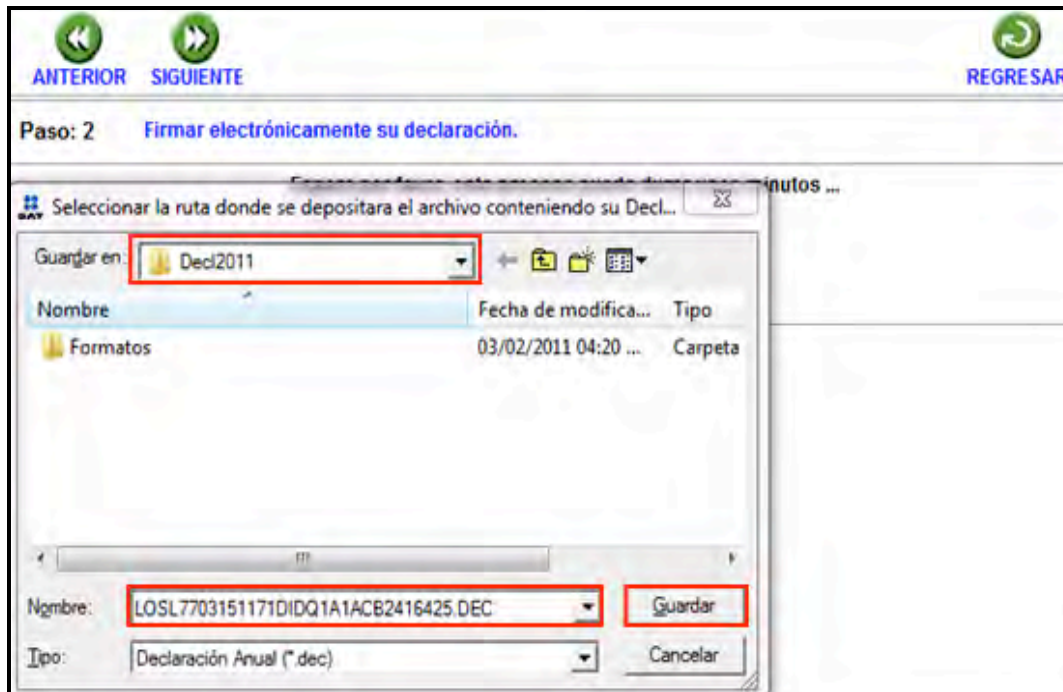 ANTERIOR SIGUIENTE REGRESAR
Paso: 2 Firmar electrónicamente su declaración.
minutos ...
SAT Seleccionar la ruta donde se depositara el archivo conteniendo su Decl...
Guardar en: Decl2011
Nombre Fecha de modifica... Tipo
Formatos 03/02/2011 04:20 ... Carpeta
Nombre: LOSL7703151171DIDQ1A1ACB2416425.DEC Guardar
Tipo: Declaración Anual (*.dec) Cancelar